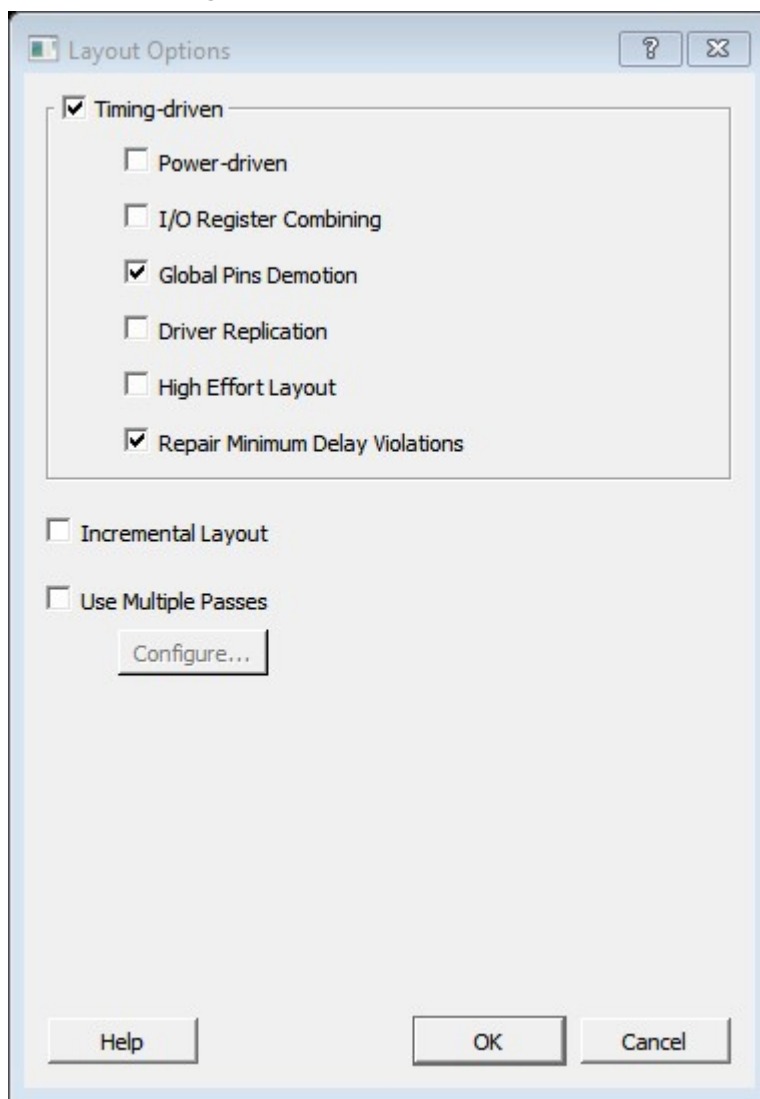 Layout Options
Timing-driven
Power-driven
I/O Register Combining
Global Pins Demotion
Driver Replication
High Effort Layout
Repair Minimum Delay Violations
Incremental Layout
Use Multiple Passes
Configure...
Help OK Cancel